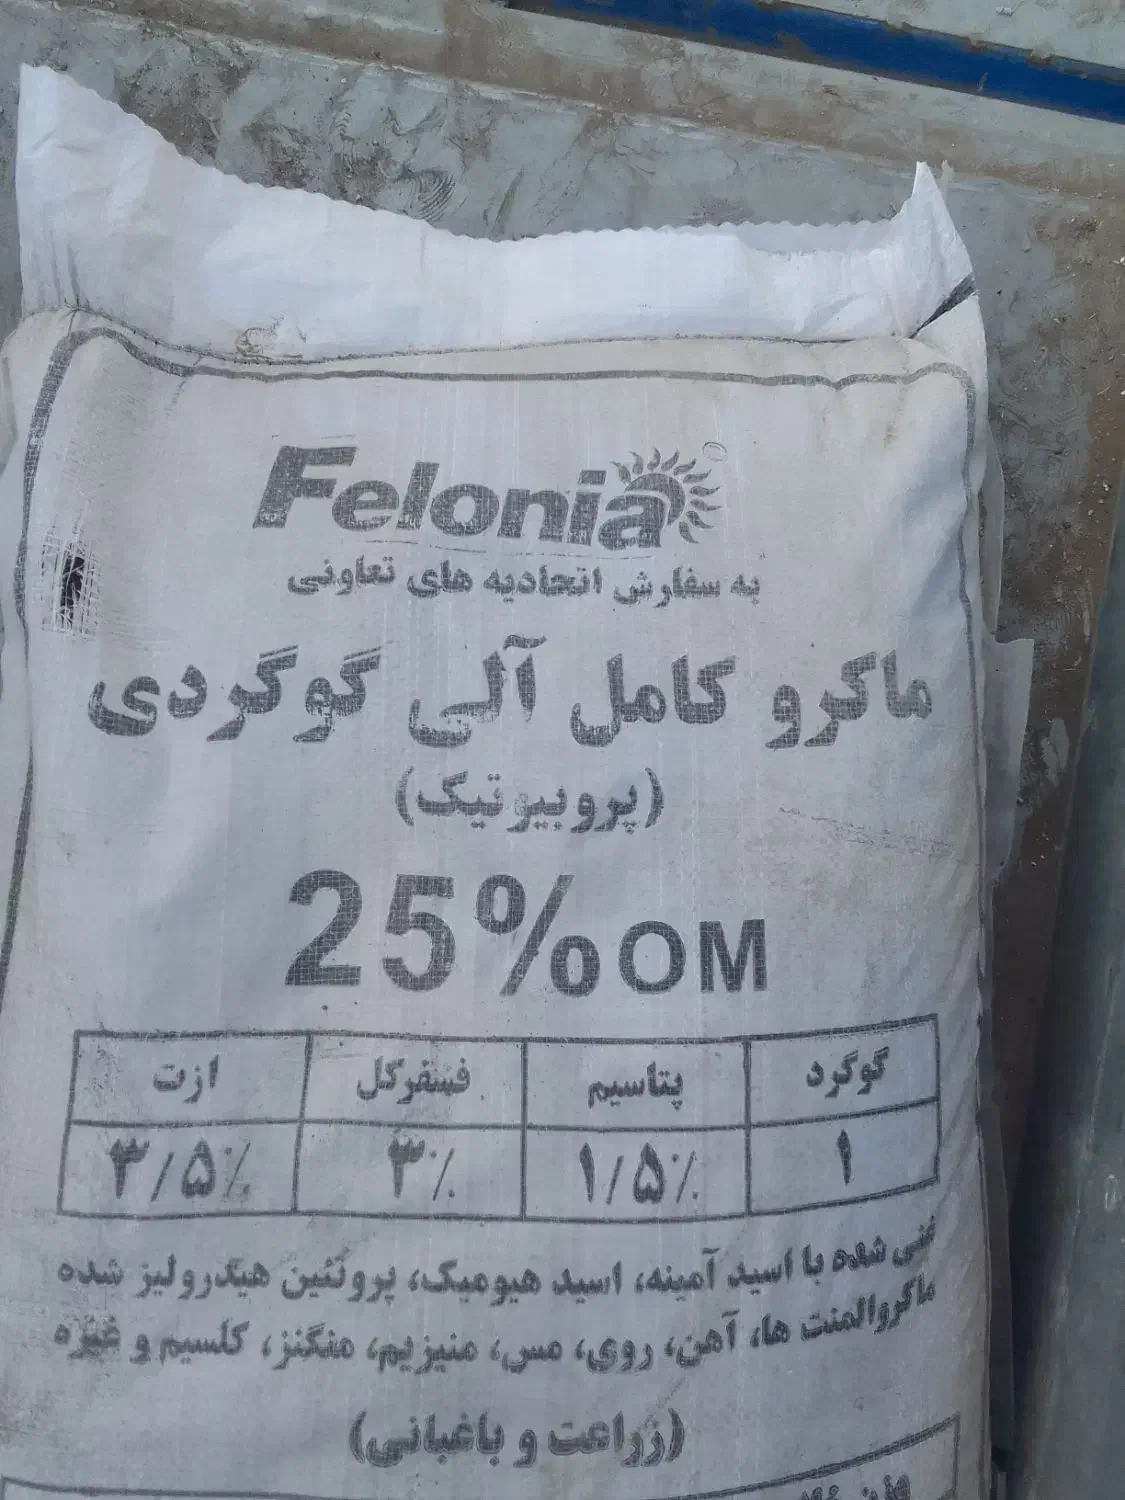 Felonia
به سفارش اتحادیه های تعاونی
ماکرو کامل آلی گوگردی
(پروبیوتیک)
25% OM
گوگرد پتاسیم فسفرکل ازت
۱ ۱/۵٪ ۳٪ ۳/۵٪
غنی شده با اسید آمینه، اسید هیومیک، پروتئین هیدرولیز شده
ماکروالمنت ها، آهن، روی، مس، منیزیم، منگنز، کلسیم و غیره
(زراعت و باغبانی)